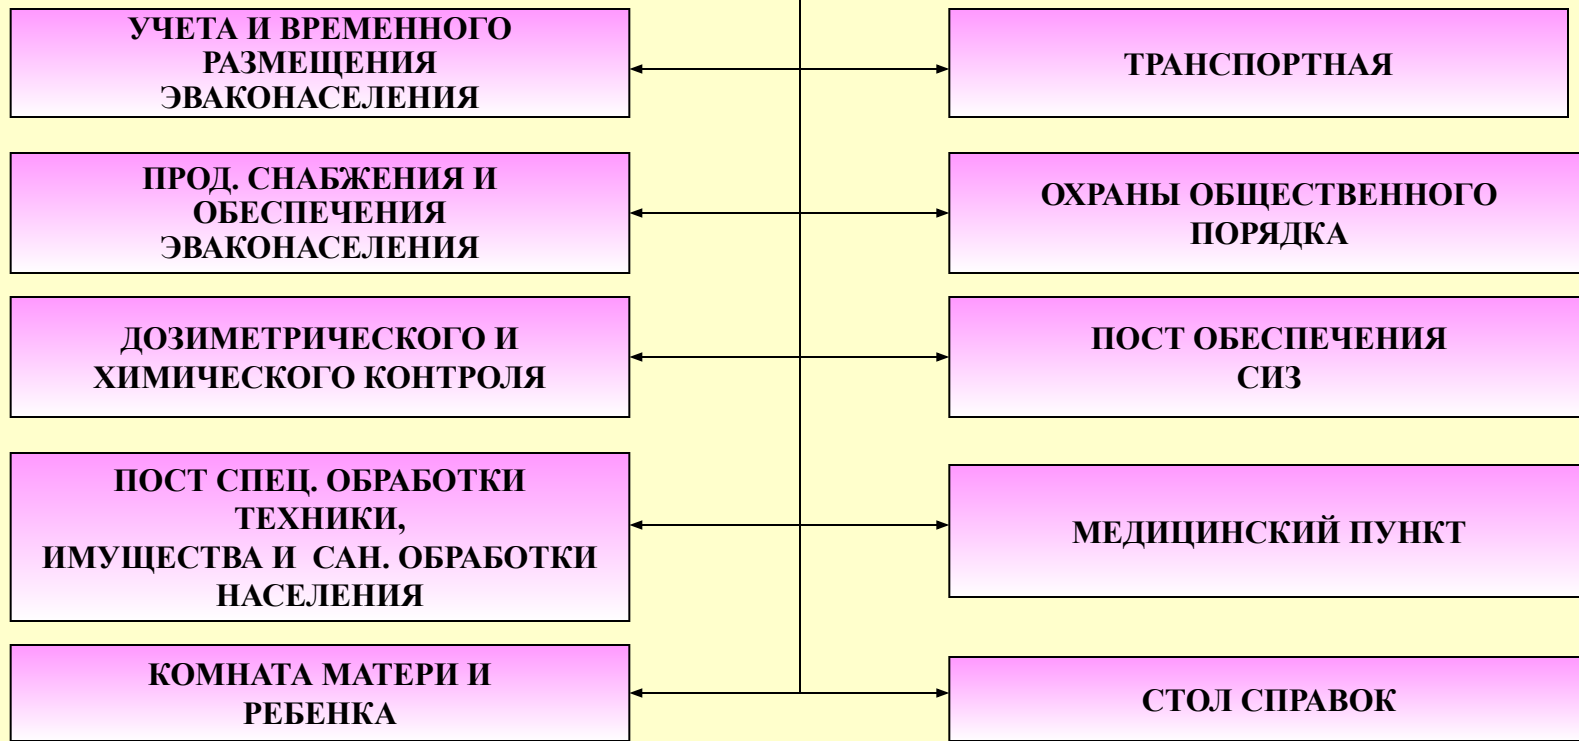 УЧЕТА И ВРЕМЕННОГО
РАЗМЕЩЕНИЯ
ЭВАКОНАСЕЛЕНИЯ
ТРАНСПОРТНАЯ
ПРОД. СНАБЖЕНИЯ И
ОБЕСПЕЧЕНИЯ
ЭВАКОНАСЕЛЕНИЯ
ОХРАНЫ ОБЩЕСТВЕННОГО
ПОРЯДКА
ДОЗИМЕТРИЧЕСКОГО И
ХИМИЧЕСКОГО КОНТРОЛЯ
ПОСТ ОБЕСПЕЧЕНИЯ
СИЗ
ПОСТ СПЕЦ. ОБРАБОТКИ
ТЕХНИКИ,
ИМУЩЕСТВА И САН. ОБРАБОТКИ
НАСЕЛЕНИЯ
МЕДИЦИНСКИЙ ПУНКТ
КОМНАТА МАТЕРИ И
РЕБЕНКА
СТОЛ СПРАВОК